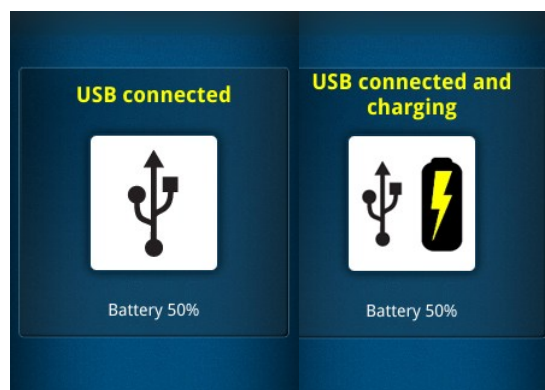 USB connected
Battery 50%
USB connected and
charging
Battery 50%